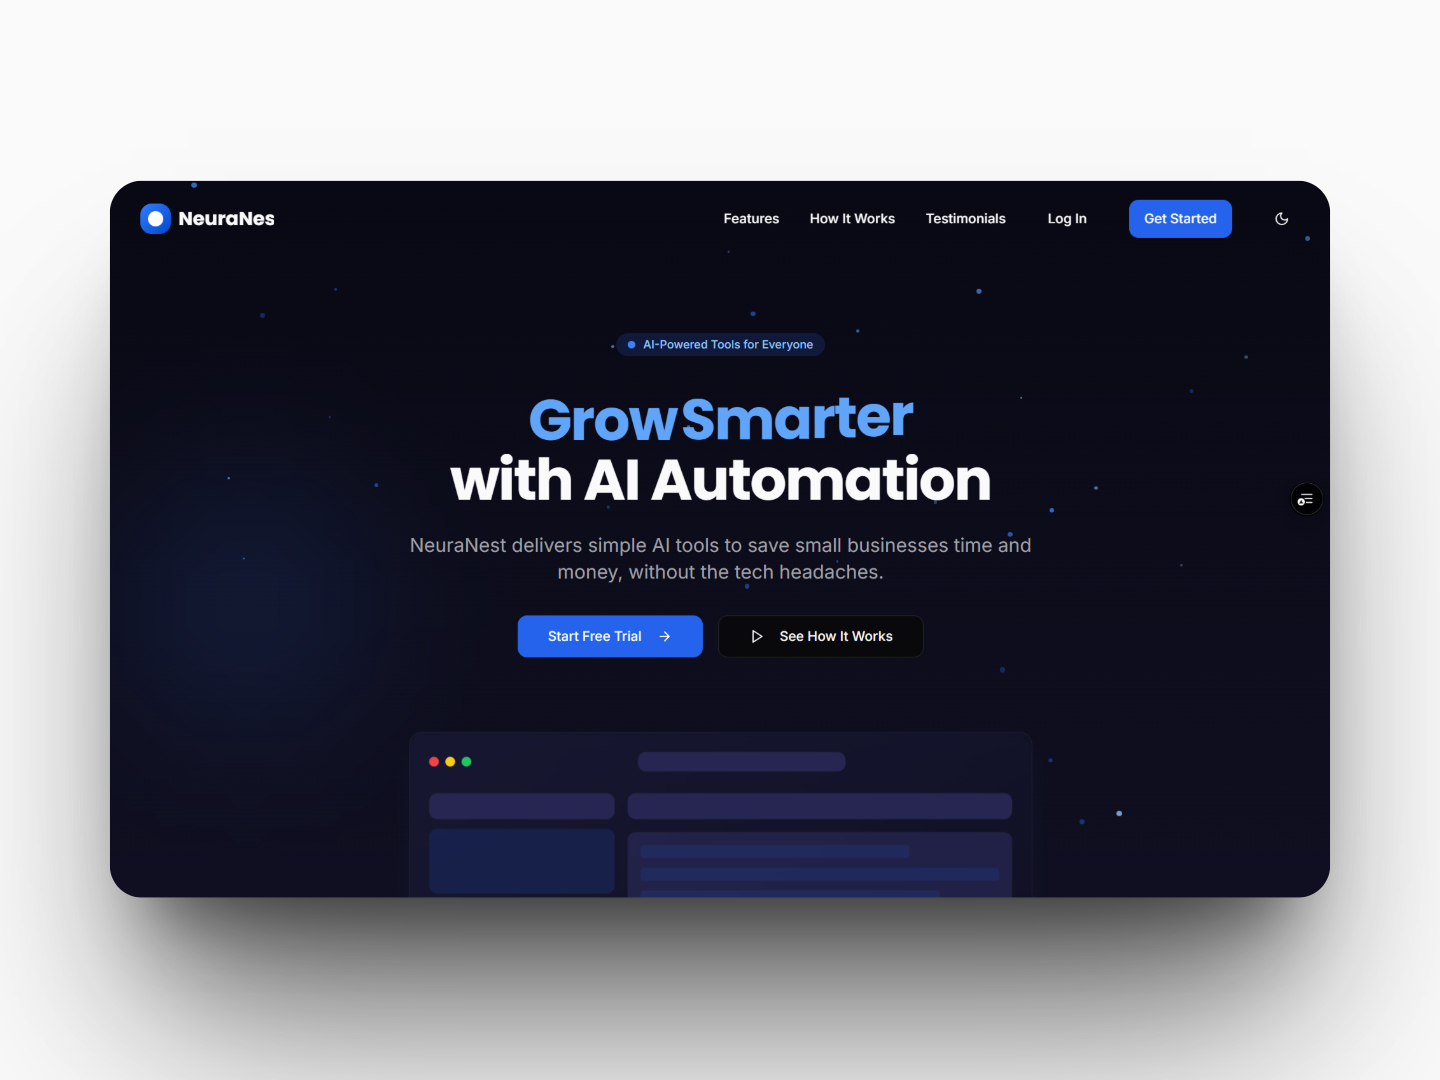 NeuraNes
Features
How It Works
Testimonials
Log In
Get Started
AI-Powered Tools for Everyone
Grow Smarter
with AI Automation
NeuraNest delivers simple AI tools to save small businesses time and
money, without the tech headaches.
Start Free Trial
See How It Works